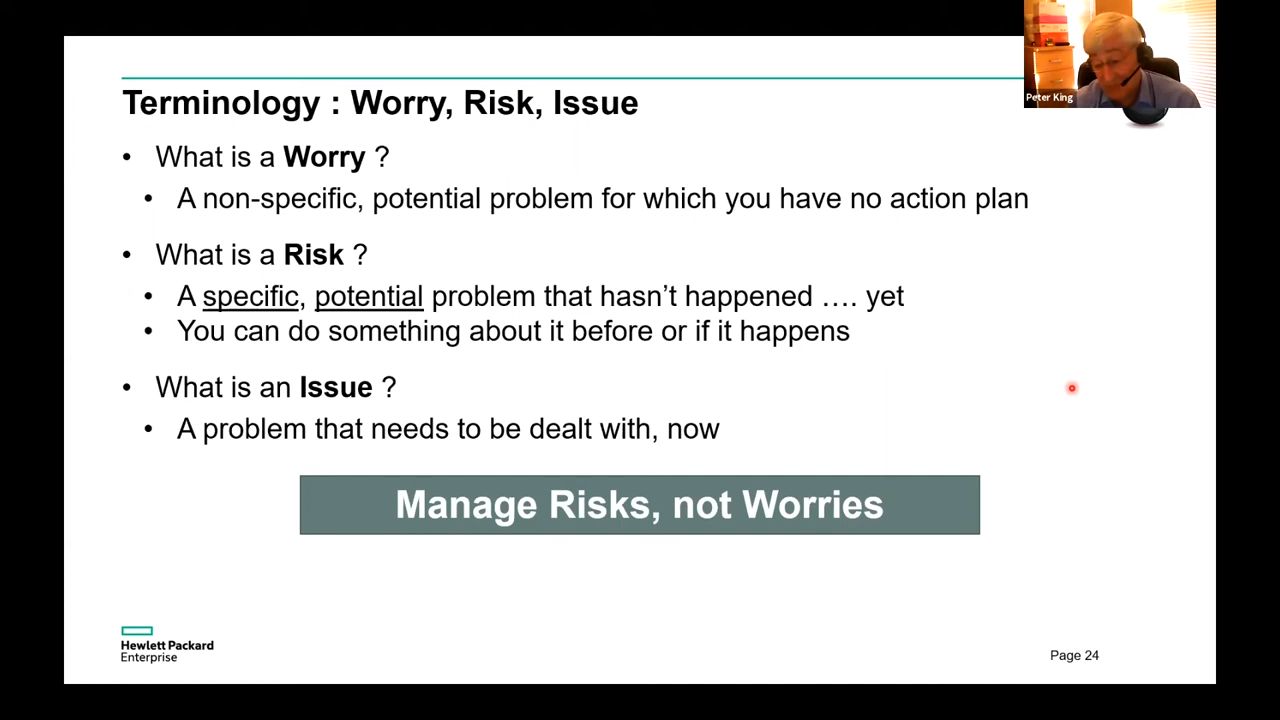 Peter King
Terminology : Worry, Risk, Issue
• What is a Worry ?
• A non-specific, potential problem for which you have no action plan
• What is a Risk ?
• A specific, potential problem that hasn’t happened …. yet
• You can do something about it before or if it happens
• What is an Issue ?
• A problem that needs to be dealt with, now
Manage Risks, not Worries
Hewlett Packard
Enterprise
Page 24